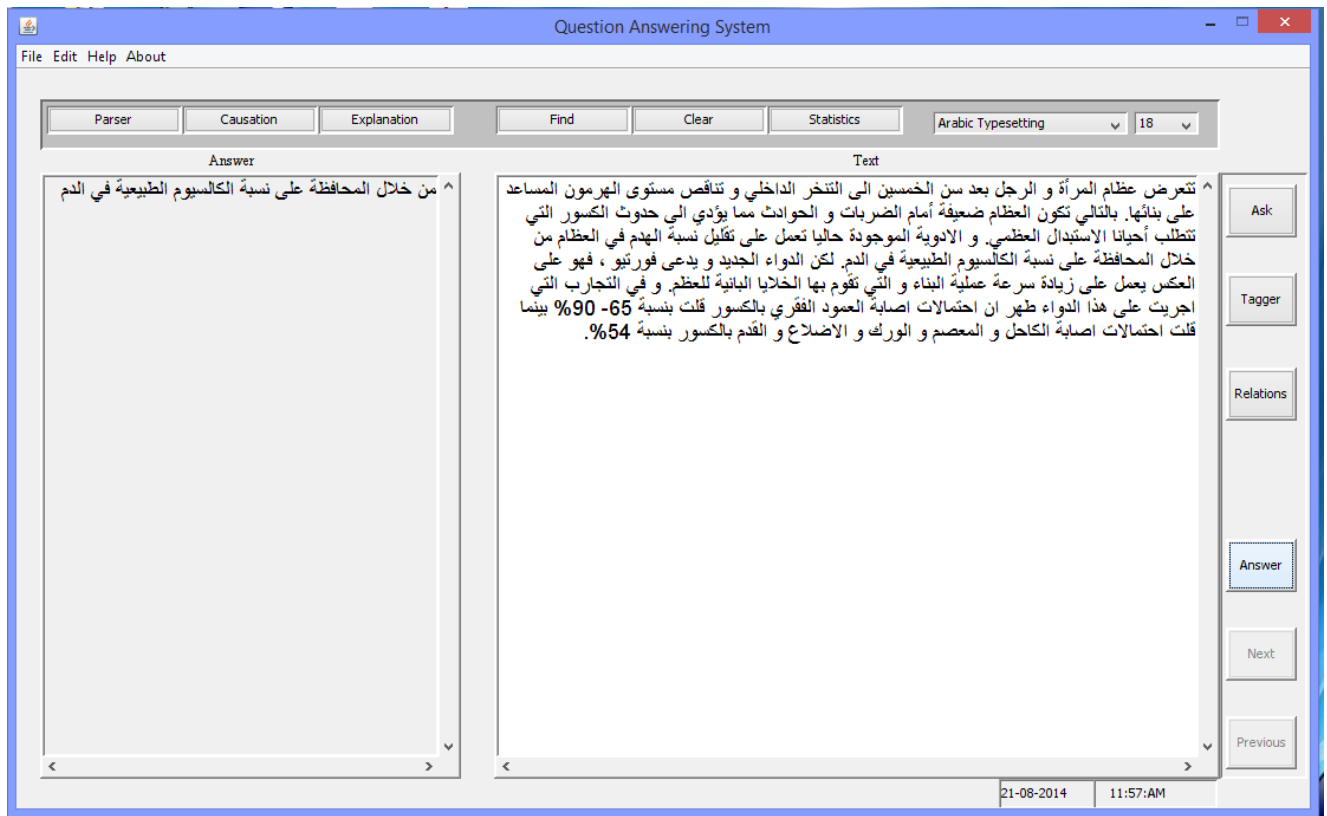 Question Answering System
File Edit Help About
Parser Causation Explanation Find Clear Statistics Arabic Typesetting 18
Answer
Text
من خلال المحافظة على نسبة الكالسيوم الطبيعية في الدم
تتعرض عظام المرأة و الرجل بعد سن الخمسين الى التنخر الداخلي و تناقص مستوى الهرمون المساعد
على بنائها. بالتالي تكون العظام ضعيفة أمام الضربات و الحوادث مما يؤدي الى حدوث الكسور التي
تتطلب أحيانا الاستبدال العظمي. و الادوية الموجودة حاليا تعمل على تقليل نسبة الهدم في العظام من
خلال المحافظة على نسبة الكالسيوم الطبيعية في الدم. لكن الدواء الجديد و يدعى فورتيو ، فهو على
العكس يعمل على زيادة سرعة عملية البناء و التي تقوم بها الخلايا البانية للعظم. و في التجارب التي
اجريت على هذا الدواء طهر ان احتمالات اصابة العمود الفقري بالكسور قلت بنسبة 65- 90% بينما
قلت احتمالات اصابة الكاحل و المعصم و الورك و الاضلاع و القدم بالكسور بنسبة 54%.
Ask
Tagger
Relations
Answer
Next
Previous
21-08-2014 11:57:AM